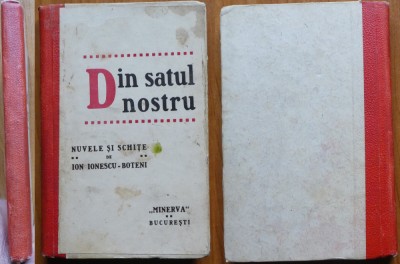 Din satul
nostru
NUVELE ȘI SCHIȚE
DE
ION IONESCU-BOTENI
„MINERVA"
BUCUREȘTI